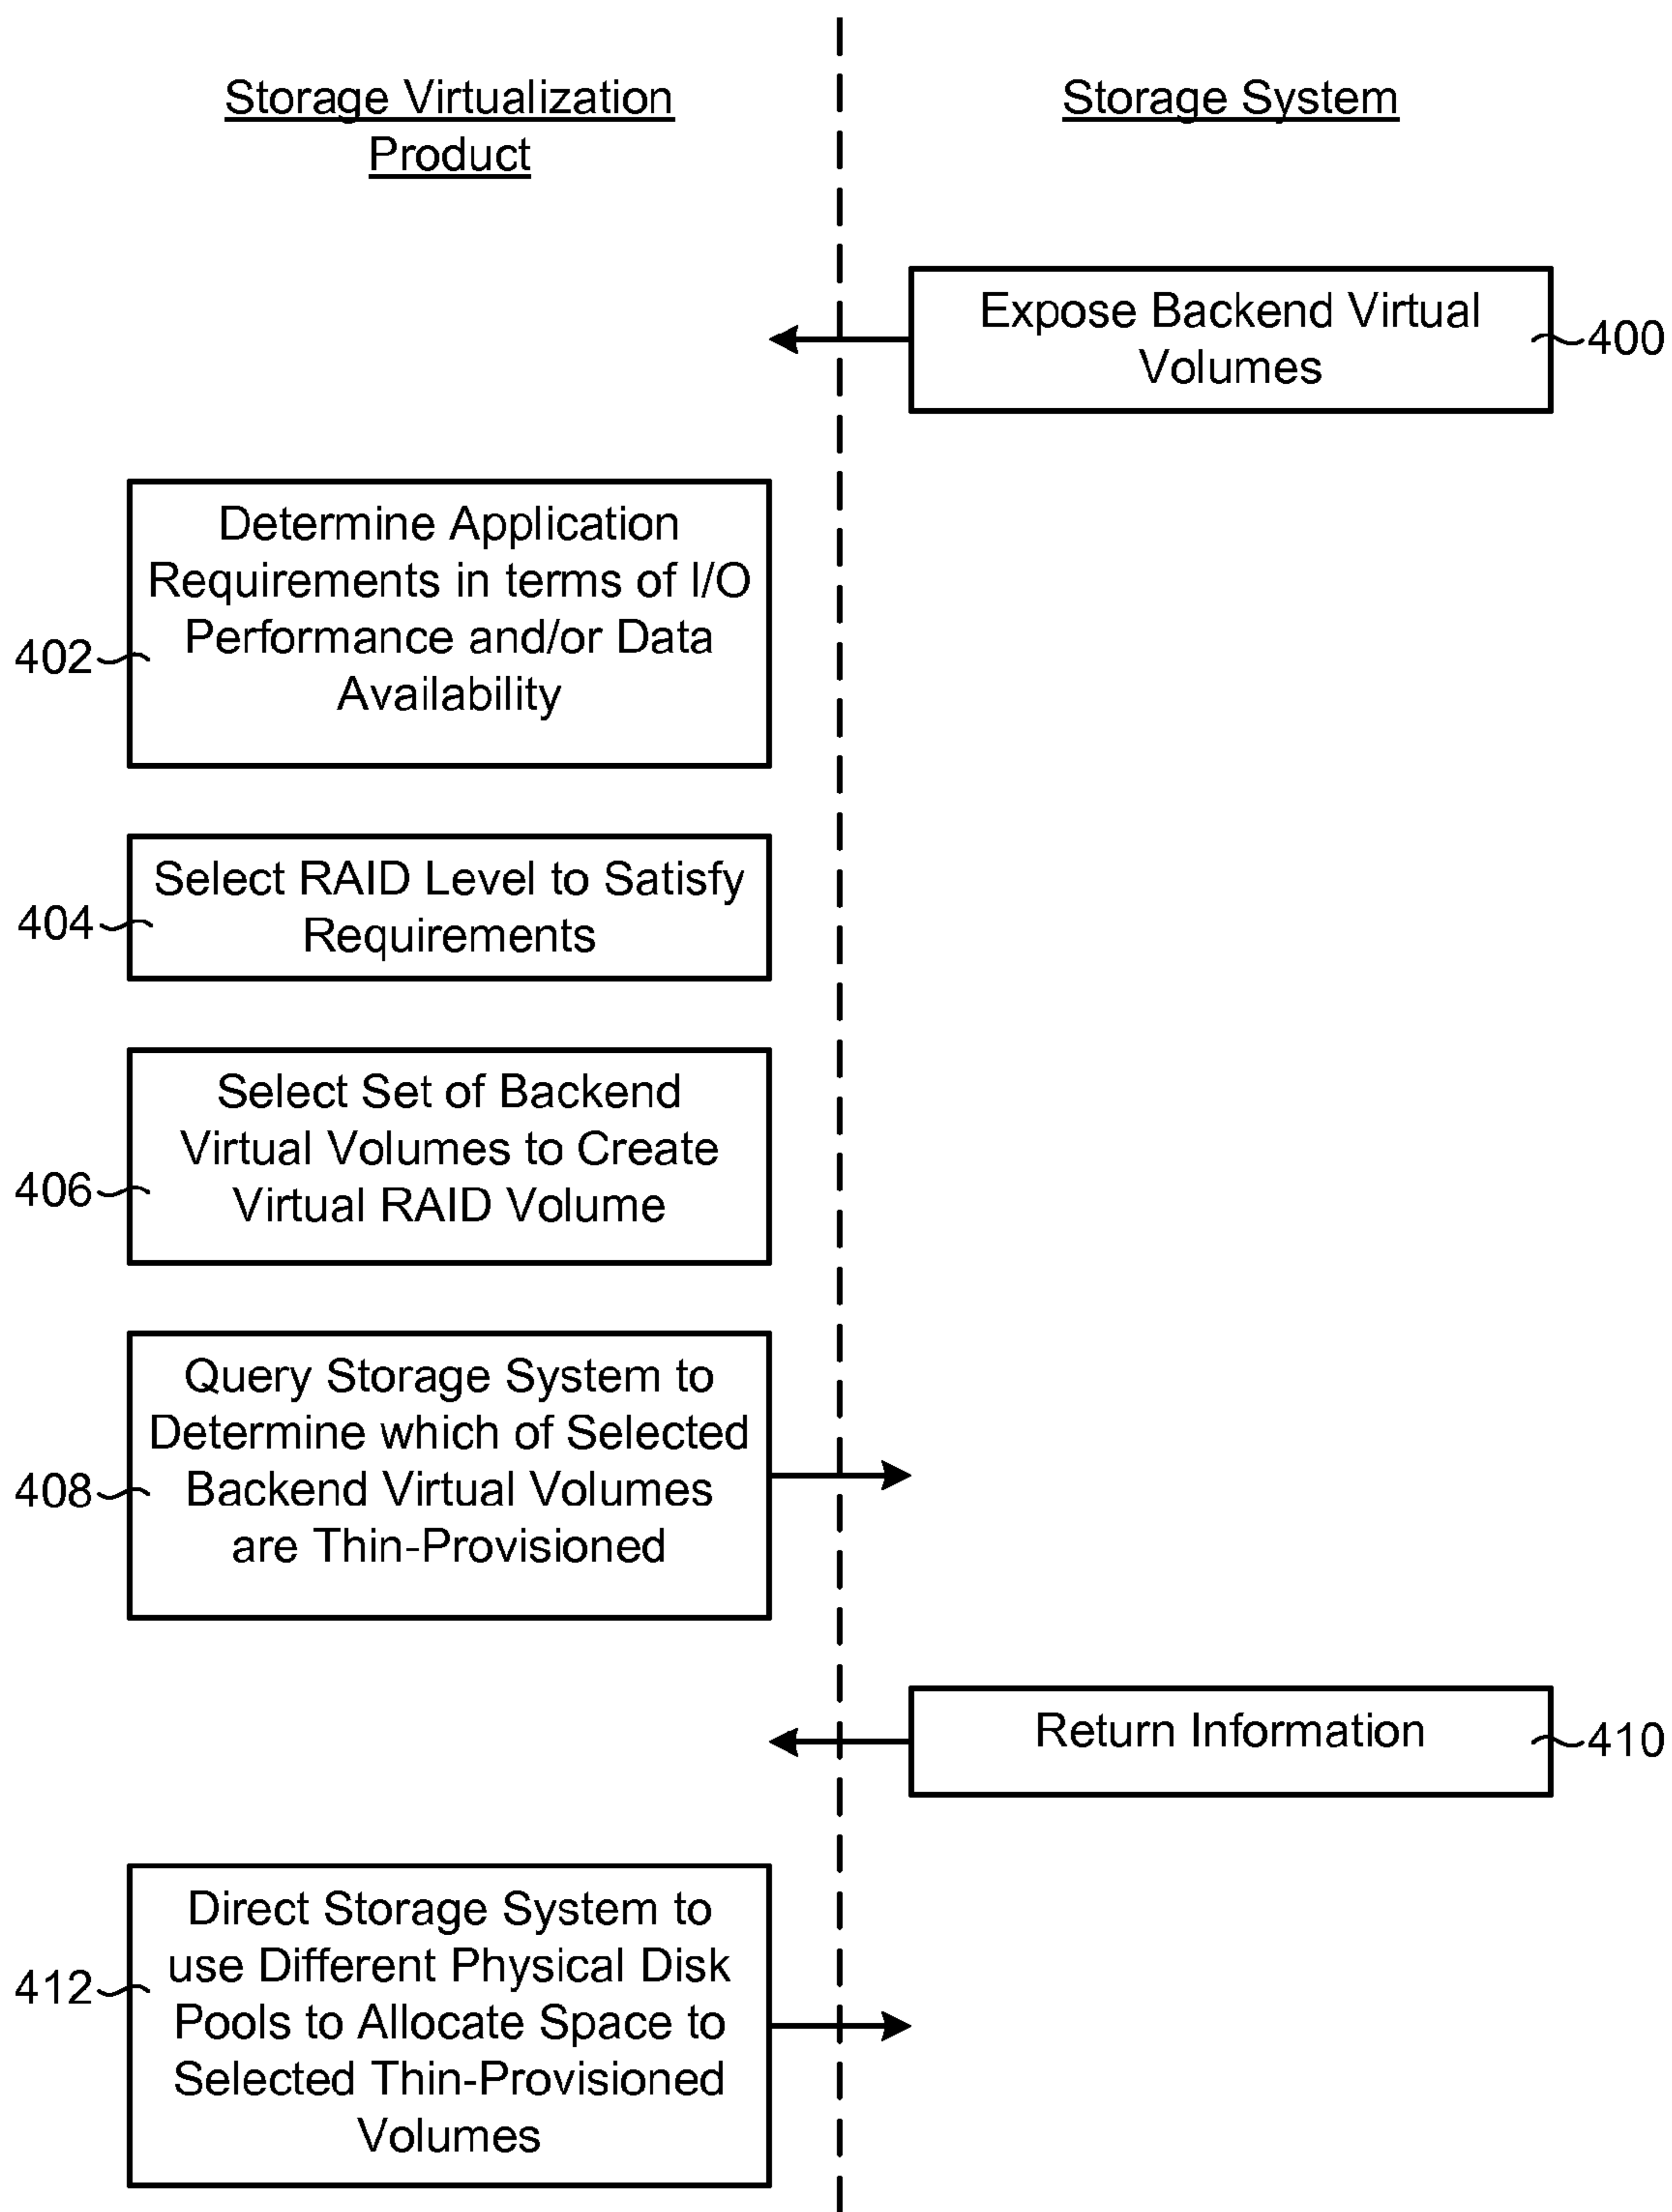 Storage Virtualization
Product
Storage System
Expose Backend Virtual
Volumes
400
Determine Application
Requirements in terms of I/O
Performance and/or Data
Availability
402
Select RAID Level to Satisfy
Requirements
404
Select Set of Backend
Virtual Volumes to Create
Virtual RAID Volume
406
Query Storage System to
Determine which of Selected
Backend Virtual Volumes
are Thin-Provisioned
408
Return Information
410
Direct Storage System to
use Different Physical Disk
Pools to Allocate Space to
Selected Thin-Provisioned
Volumes
412